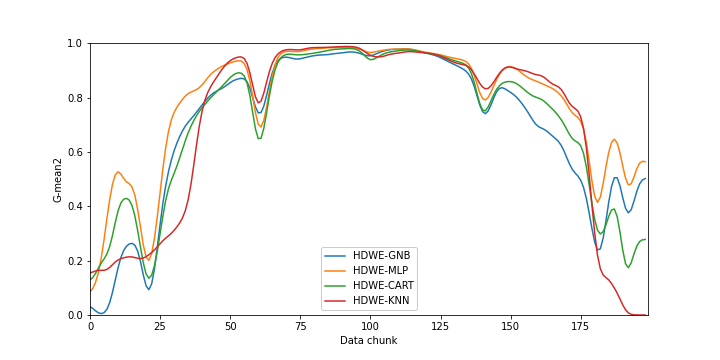 1.0
0.8
0.6
0.4
0.2
0.0
G-mean2
0 25 50 75 100 125 150 175
Data chunk
HDWE-GNB
HDWE-MLP
HDWE-CART
HDWE-KNN